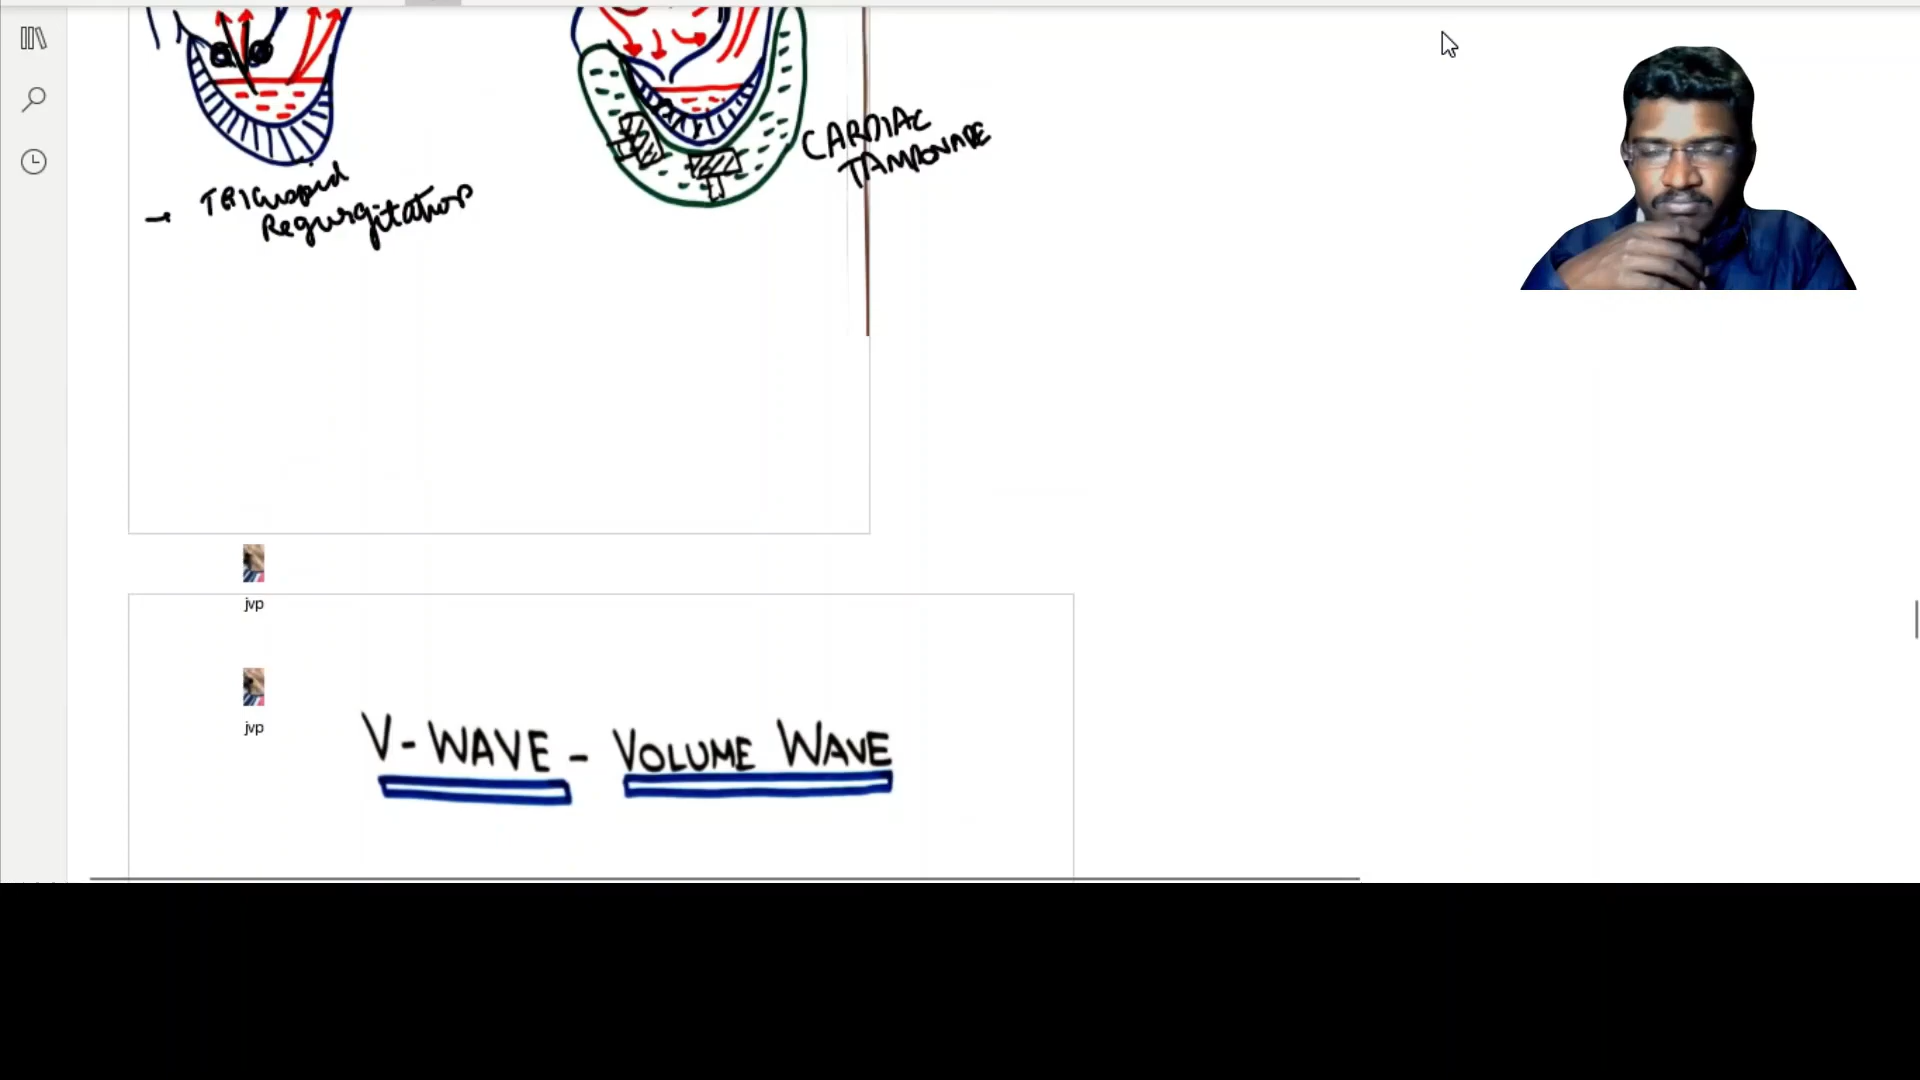 CARDIAC
TAMPONADE
→ TRICuspid
Regurgitation
jvp
jvp
V-WAVE - VOLUME WAVE